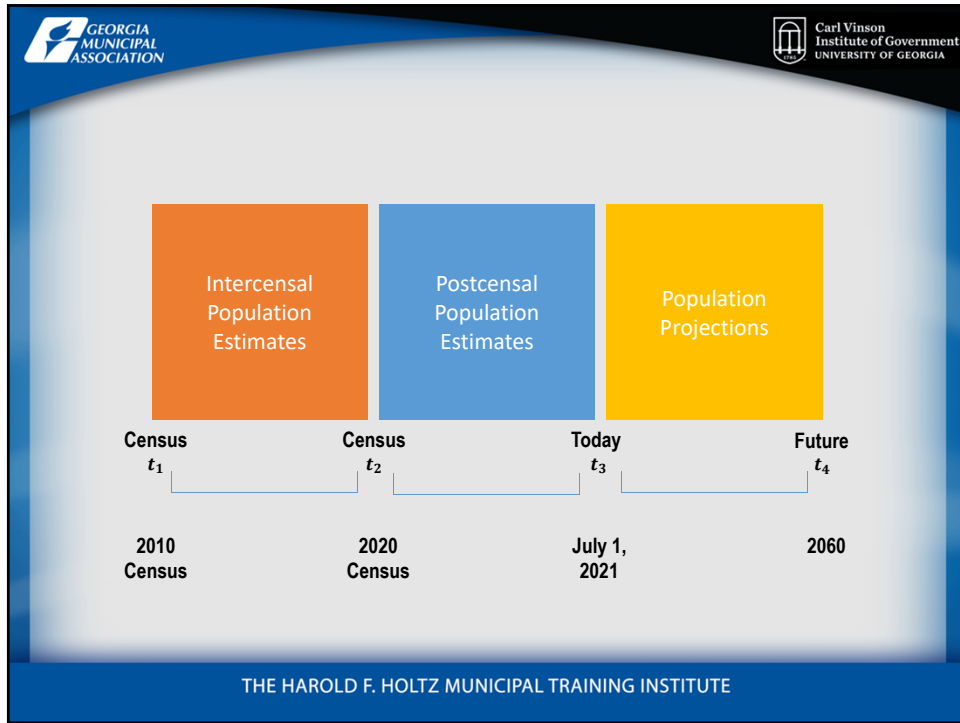 GEORGIA
MUNICIPAL
ASSOCIATION
Carl Vinson
Institute of Government
UNIVERSITY OF GEORGIA
1785
Intercensal
Population
Estimates
Postcensal
Population
Estimates
Population
Projections
Census
t₁
Census
t₂
Today
t₃
Future
t₄
2010
Census
2020
Census
July 1,
2021
2060
THE HAROLD F. HOLTZ MUNICIPAL TRAINING INSTITUTE